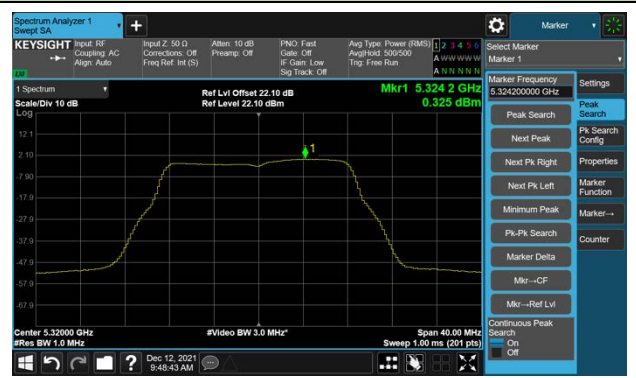 Spectrum Analyzer 1
Swept SA
Marker
KEYSIGHT
Input: RF
Coupling: AC
Align: Auto
Input Z: 50 Ω
Corrections: Off
Freq Ref: Int (S)
Atten: 10 dB
Preamp: Off
PNO: Fast
Gate: Off
IF Gain: Low
Sig Track: Off
Avg Type: Power (RMS)
Avg|Hold: 500/500
Trig: Free Run
1 2 3 4 5 6
A W W W W W
A N N N N N
Select Marker
Marker 1
1 Spectrum
Scale/Div 10 dB
Log
Ref Lvl Offset 22.10 dB
Ref Level 22.10 dBm
Mkr1 5.324 2 GHz
0.325 dBm
12.1
2.10
-7.90
-17.9
-27.9
-37.9
-47.9
-57.9
-67.9
1
Center 5.32000 GHz
#Res BW 1.0 MHz
#Video BW 3.0 MHz*
Span 40.00 MHz
Sweep 1.00 ms (201 pts)
Marker Frequency
5.324200000 GHz
Peak Search
Next Peak
Next Pk Right
Next Pk Left
Minimum Peak
Pk-Pk Search
Marker Delta
Mkr→CF
Mkr→Ref Lvl
Continuous Peak
Search
On
Off
Settings
Peak
Search
Pk Search
Config
Properties
Marker
Function
Marker→
Counter
Dec 12, 2021
9:48:43 AM